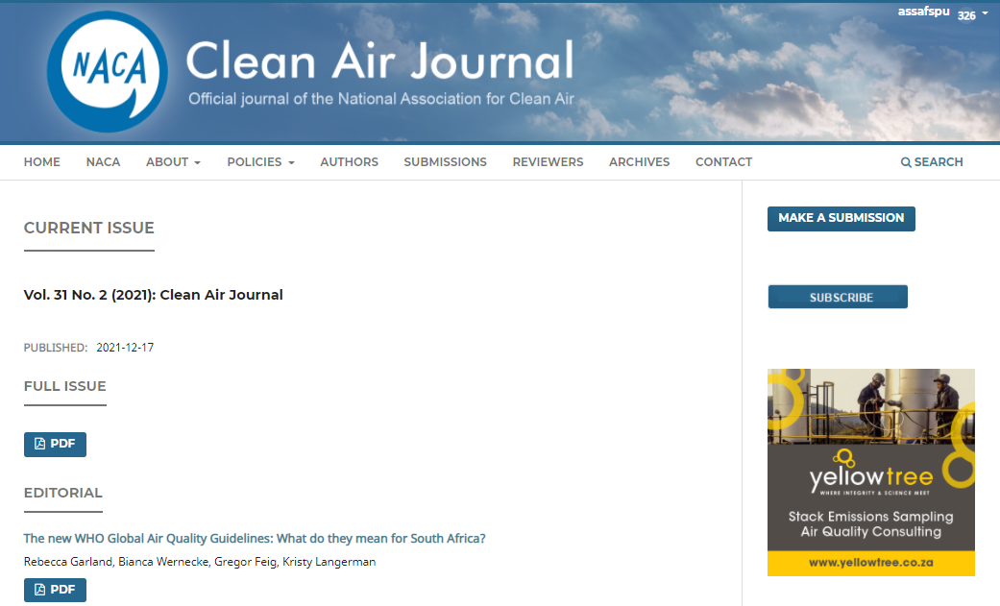 assafspu 326
NACA
Clean Air Journal
Official journal of the National Association for Clean Air
HOME NACA ABOUT POLICIES AUTHORS SUBMISSIONS REVIEWERS ARCHIVES CONTACT SEARCH
CURRENT ISSUE
Vol. 31 No. 2 (2021): Clean Air Journal
PUBLISHED: 2021-12-17
FULL ISSUE
PDF
EDITORIAL
The new WHO Global Air Quality Guidelines: What do they mean for South Africa?
Rebecca Garland, Bianca Wernecke, Gregor Feig, Kristy Langerman
PDF
MAKE A SUBMISSION
SUBSCRIBE
yellowtree
WHERE INTEGRITY & SCIENCE MEET
Stack Emissions Sampling
Air Quality Consulting
www.yellowtree.co.za